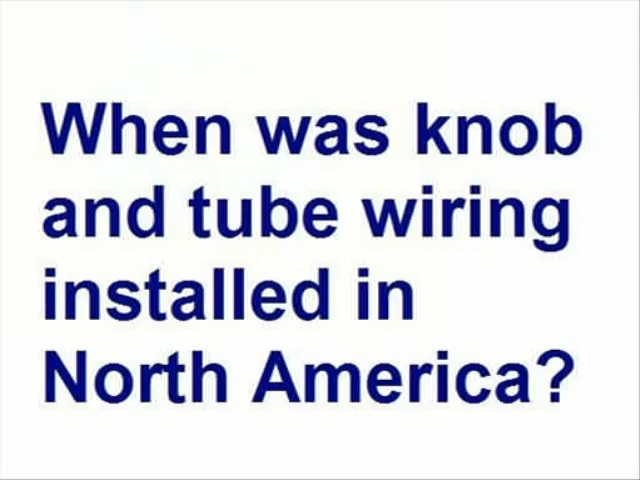 When was knob
and tube wiring
installed in
North America?